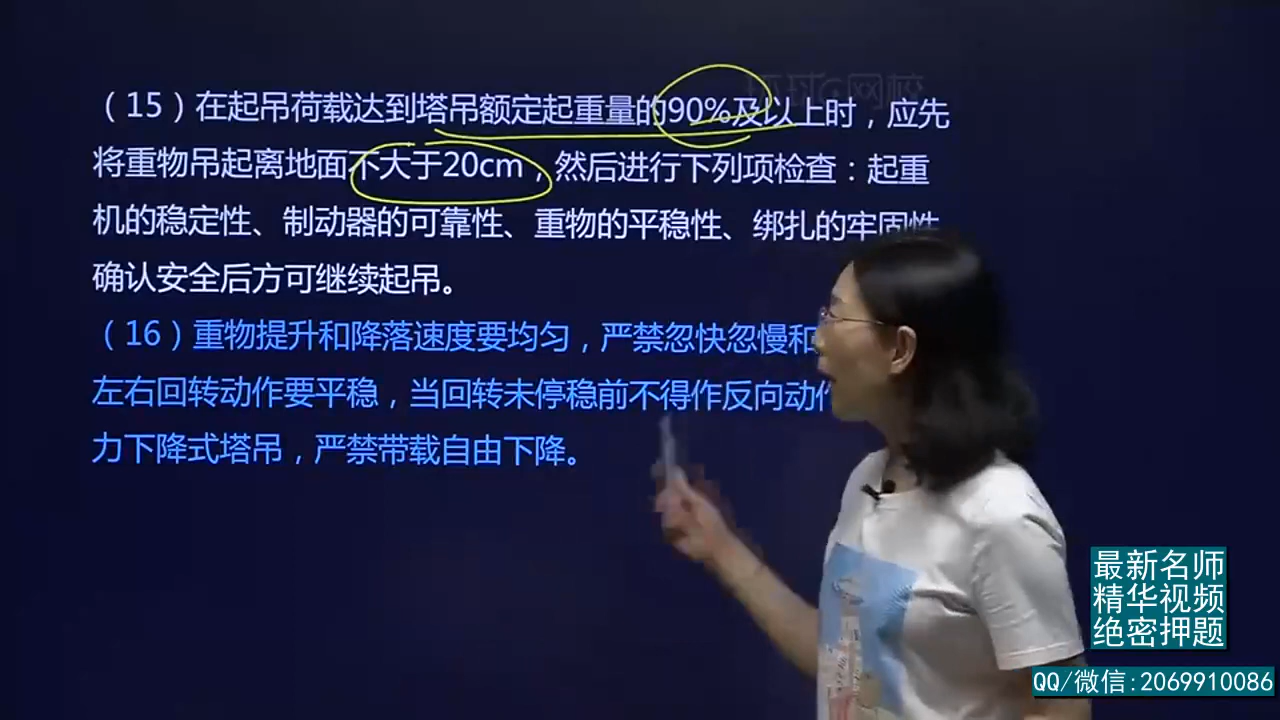 环球网校
（15）在起吊荷载达到塔吊额定起重量的90%及以上时，应先
将重物吊起离地面不大于20cm，然后进行下列项检查：起重
机的稳定性、制动器的可靠性、重物的平稳性、绑扎的牢固性
确认安全后方可继续起吊。
（16）重物提升和降落速度要均匀，严禁忽快忽慢和
左右回转动作要平稳，当回转未停稳前不得作反向动作
力下降式塔吊，严禁带载自由下降。
最新名师
精华视频
绝密押题
QQ/微信:2069910086